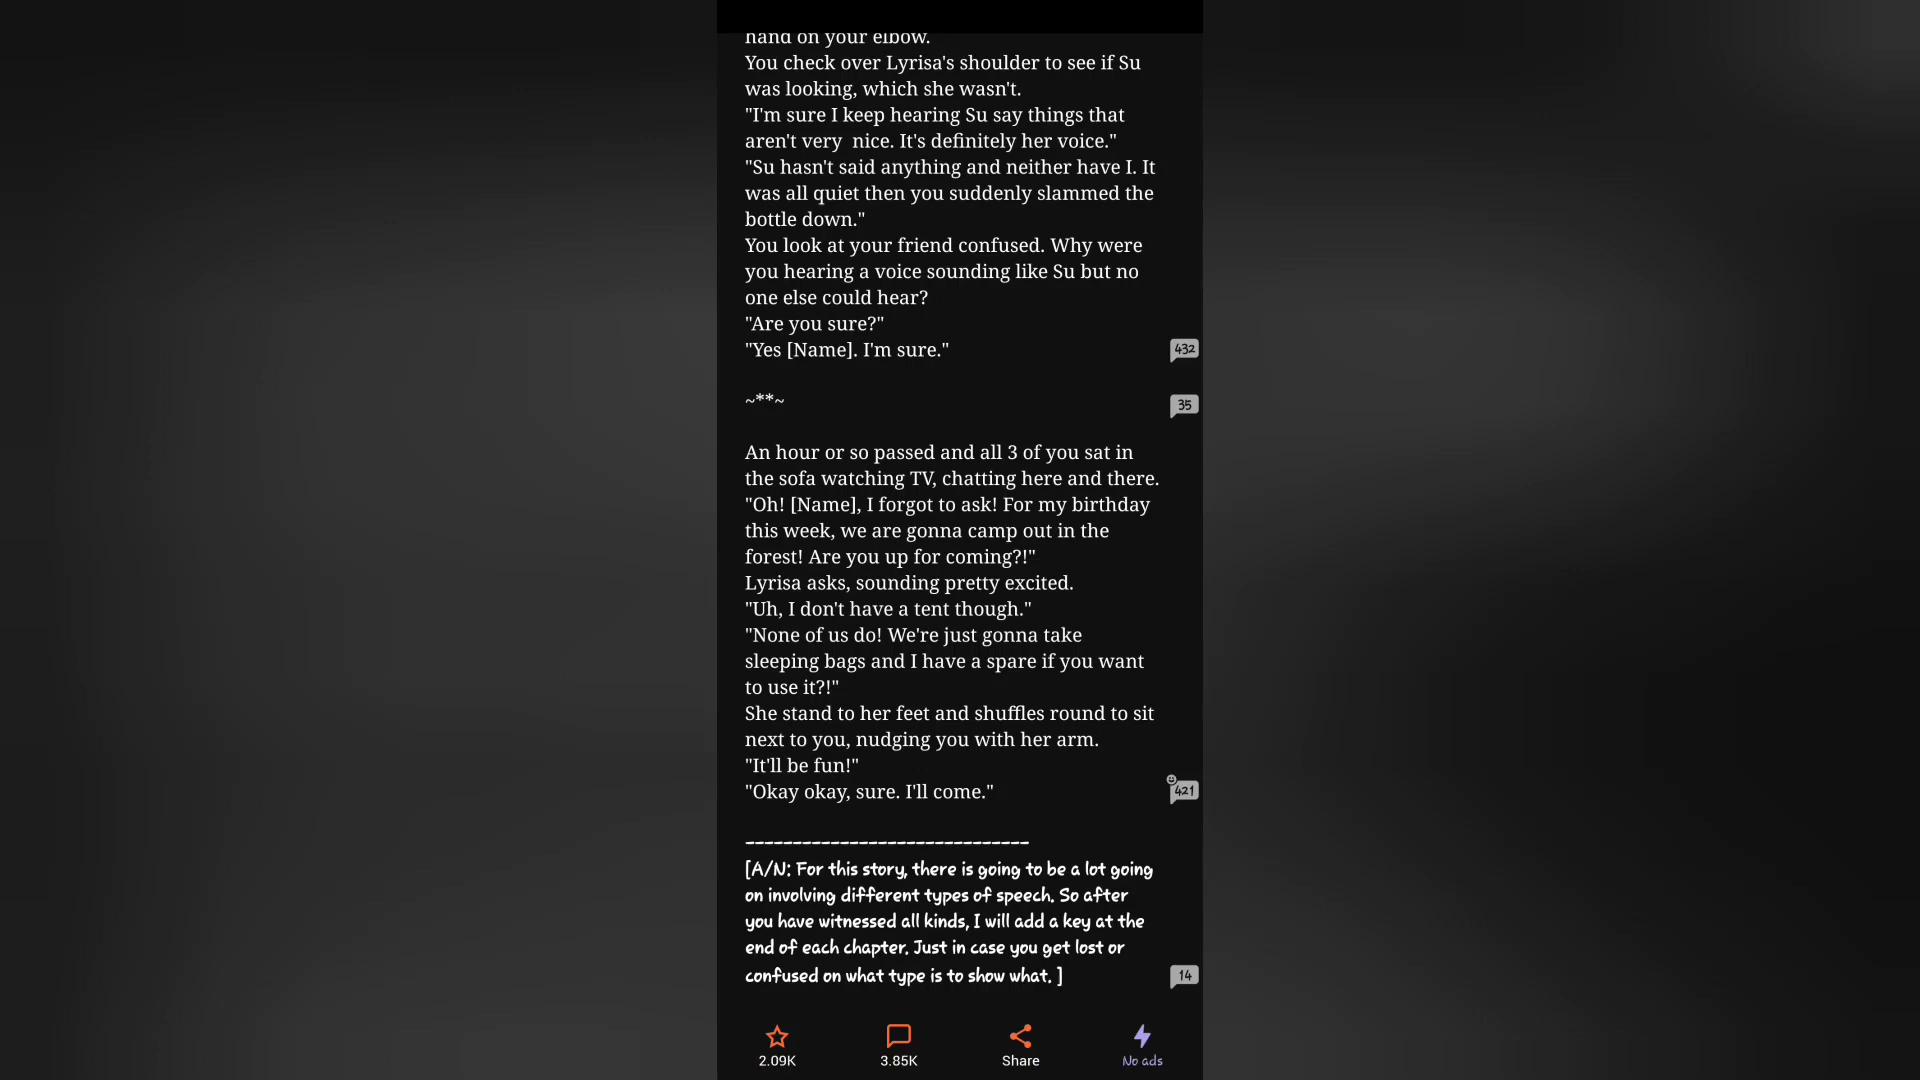 hand on your elbow.
You check over Lyrisa's shoulder to see if Su
was looking, which she wasn't.
"I'm sure I keep hearing Su say things that
aren't very  nice. It's definitely her voice."
"Su hasn't said anything and neither have I. It
was all quiet then you suddenly slammed the
bottle down."
You look at your friend confused. Why were
you hearing a voice sounding like Su but no
one else could hear?
"Are you sure?"
"Yes [Name]. I'm sure."
432
~**~
35
An hour or so passed and all 3 of you sat in
the sofa watching TV, chatting here and there.
"Oh! [Name], I forgot to ask! For my birthday
this week, we are gonna camp out in the
forest! Are you up for coming?!"
Lyrisa asks, sounding pretty excited.
"Uh, I don't have a tent though."
"None of us do! We're just gonna take
sleeping bags and I have a spare if you want
to use it?!"
She stand to her feet and shuffles round to sit
next to you, nudging you with her arm.
"It'll be fun!"
"Okay okay, sure. I'll come."
421
------------------------------
[A/N: For this story, there is going to be a lot going
on involving different types of speech. So after
you have witnessed all kinds, I will add a key at the
end of each chapter. Just in case you get lost or
confused on what type is to show what. ]
14
2.09K
3.85K
Share
No ads